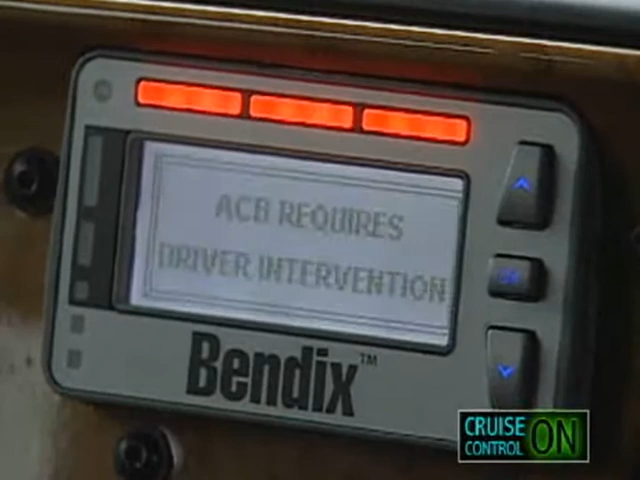 ACB REQUIRES
DRIVER INTERVENTION
Bendix™
CRUISE
CONTROL ON